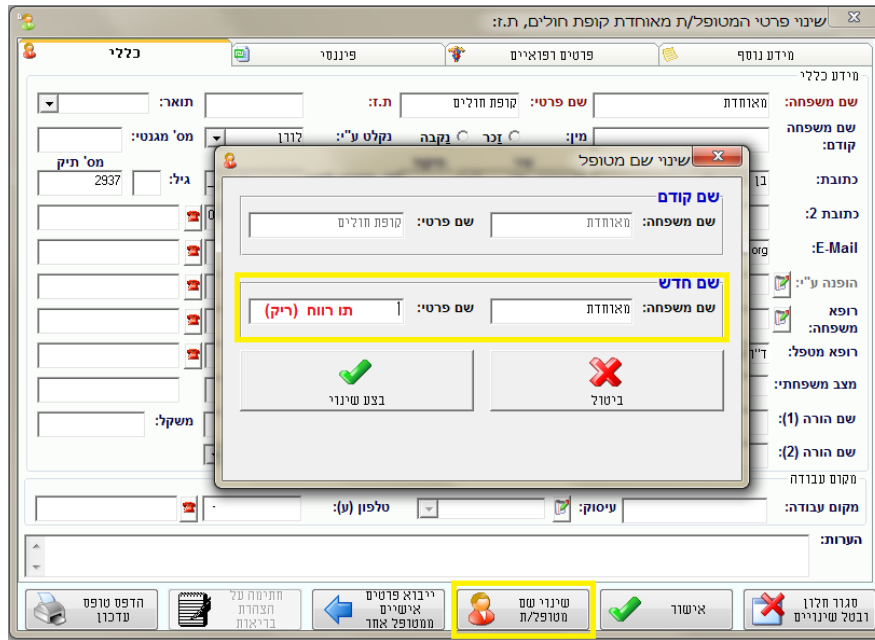 שינוי פרטי המטופל/ת מאוחדת קופת חולים, ת.ז:
כללי
פיננסי
פרטים רפואיים
מידע נוסף
מידע כללי
שם משפחה: מאוחדת
שם פרטי: קופת חולים
ת.ז:
תואר:
שם משפחה קודם:
מין: זכר נקבה
נקלט ע"י: לורן
מס' מגנטי:
כתובת: בן
גיל:
מס' תיק
2937
כתובת 2:
E-Mail: org
הופנה ע"י:
רופא משפחה:
רופא מטפל:
מצב משפחתי:
שם הורה (1):
משקל:
שם הורה (2):
שינוי שם מטופל
שם קודם
שם משפחה: מאוחדת
שם פרטי: קופת חולים
שם חדש
שם משפחה: מאוחדת
שם פרטי: תו רווח (ריק)
ביטול
בצע שינוי
מקום עבודה
מקום עבודה:
עיסוק:
טלפון (ע):
הערות:
סגור חלון ובטל שינויים
אישור
שינוי שם מטופל/ת
ייבוא פרטים אישיים ממטופל אחר
חתימה על הצהרת בריאות
הדפס טופס עדכון